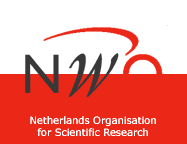 NWO
Netherlands Organisation
for Scientific Research